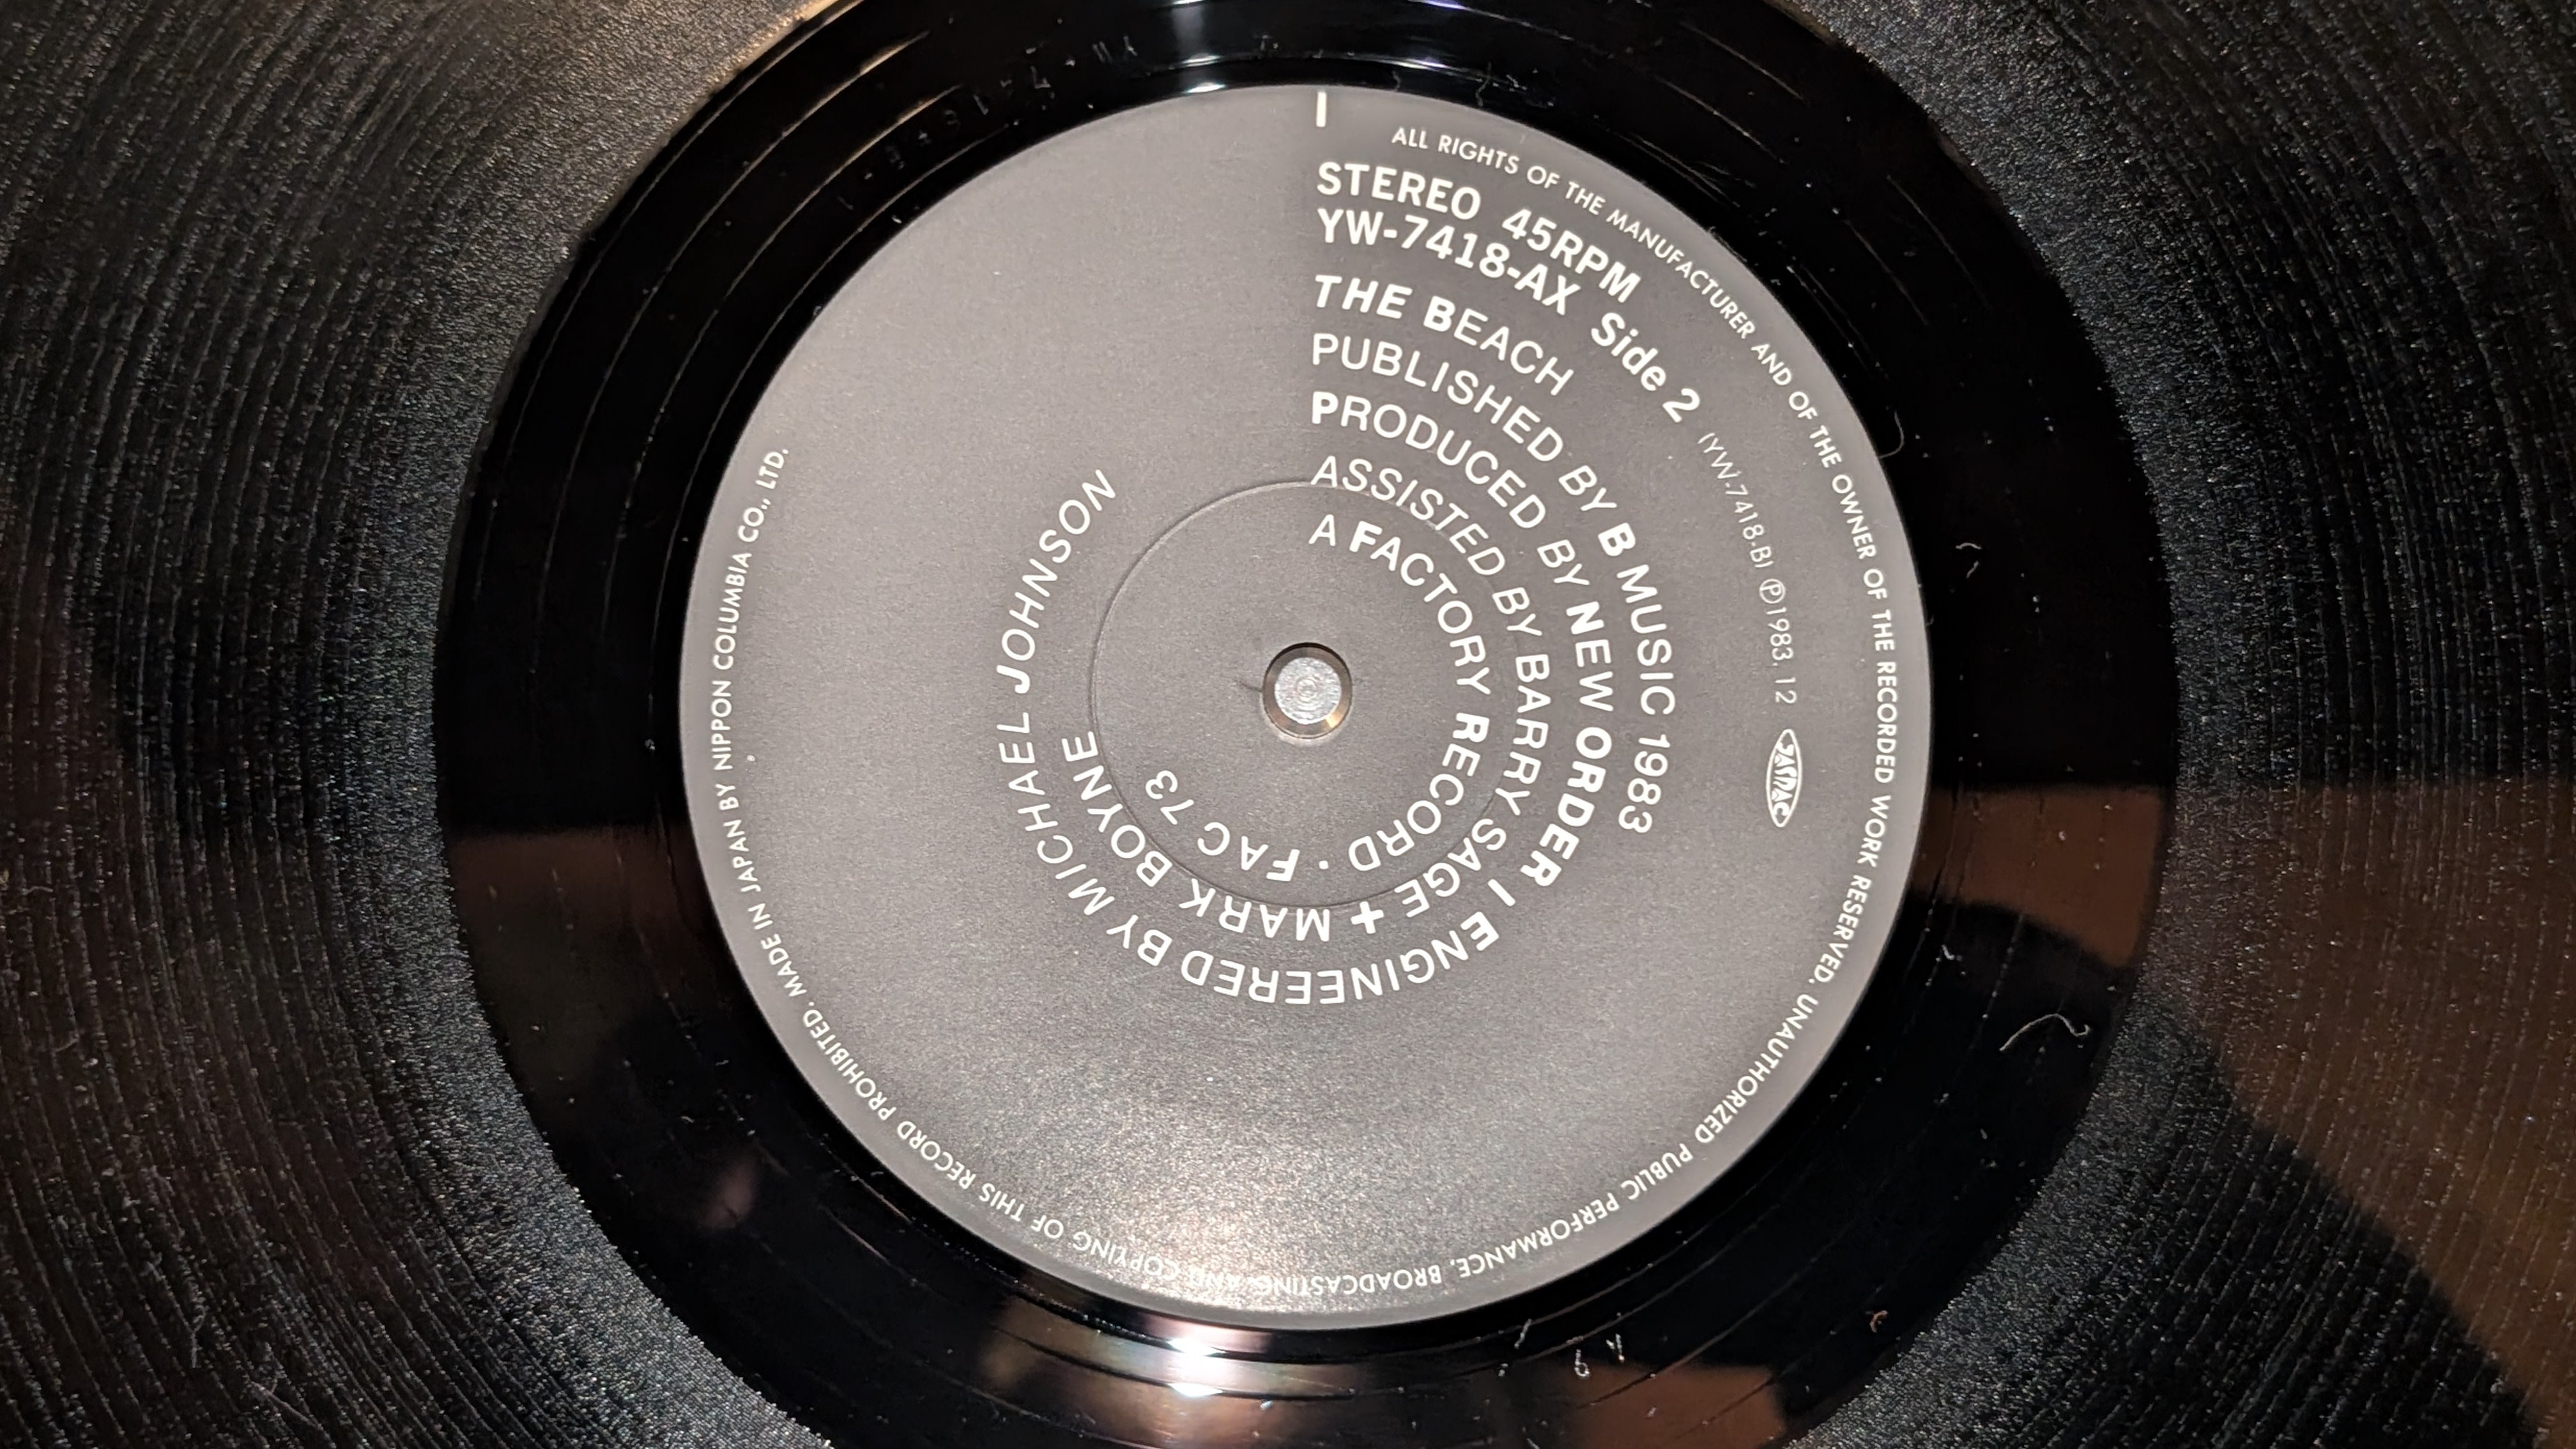 ALL RIGHTS OF THE MANUFACTURER AND OF THE OWNER OF THE RECORDED WORK RESERVED. UNAUTHORIZED PUBLIC PERFORMANCE, BROADCASTING AND COPYING OF THIS RECORD PROHIBITED. MADE IN JAPAN BY NIPPON COLUMBIA CO., LTD.
STEREO 45RPM
YW-7418-AX Side 2 (YW-7418-B) Ⓟ1983. 12
THE BEACH
PUBLISHED BY B MUSIC 1983
PRODUCED BY NEW ORDER I ENGINEERED BY MICHAEL JOHNSON
ASSISTED BY BARRY SAGE + MARK BOYNE
A FACTORY RECORD · FAC 73